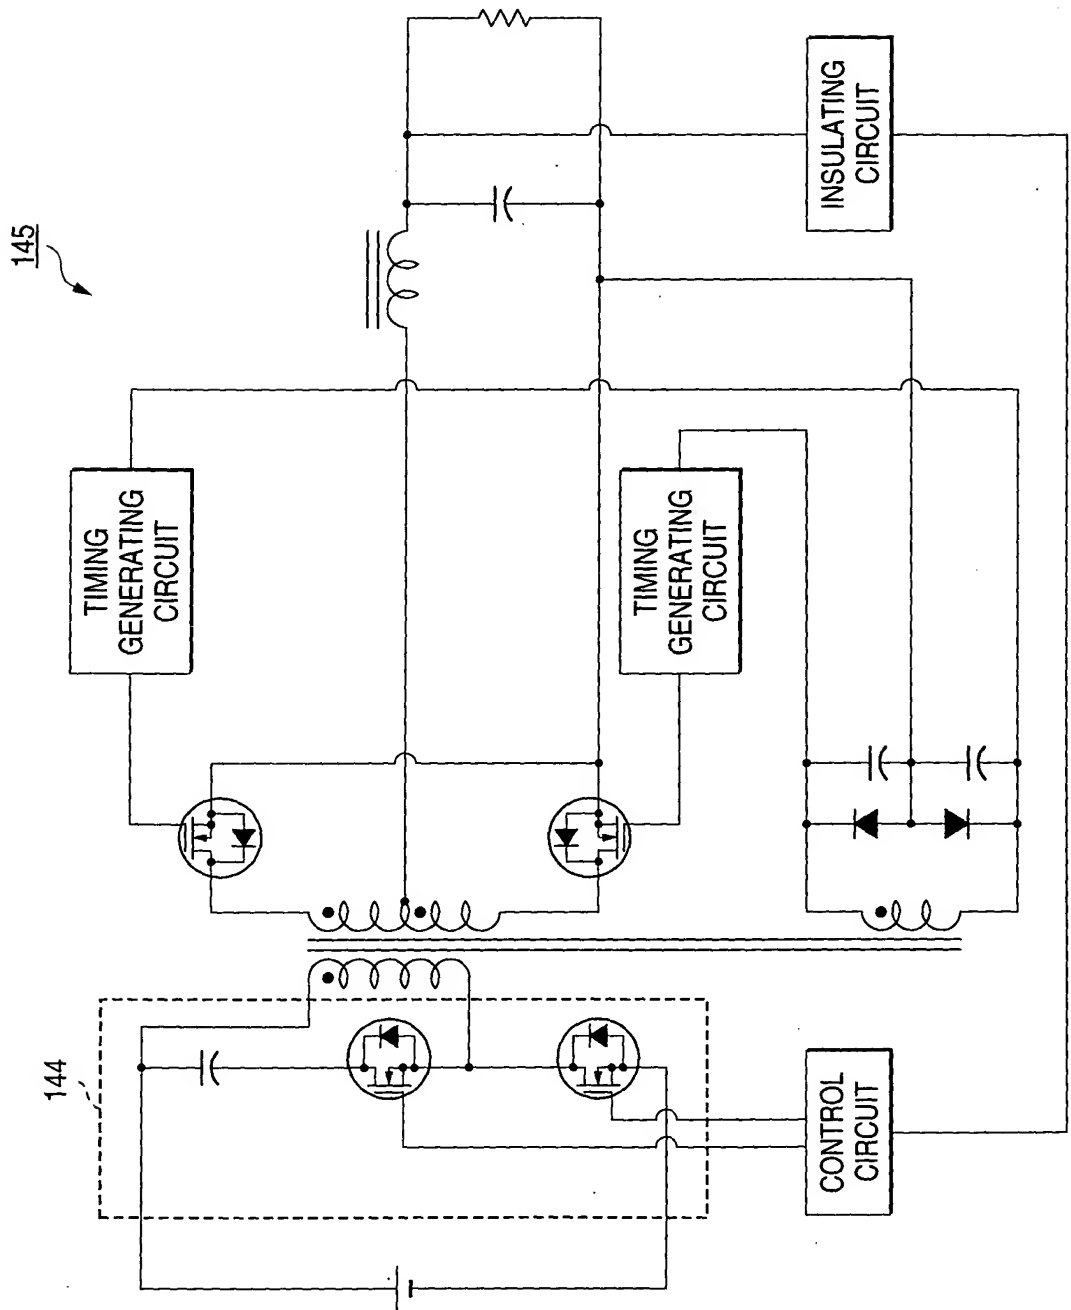 145
INSULATING
CIRCUIT
TIMING
GENERATING
CIRCUIT
TIMING
GENERATING
CIRCUIT
144
CONTROL
CIRCUIT